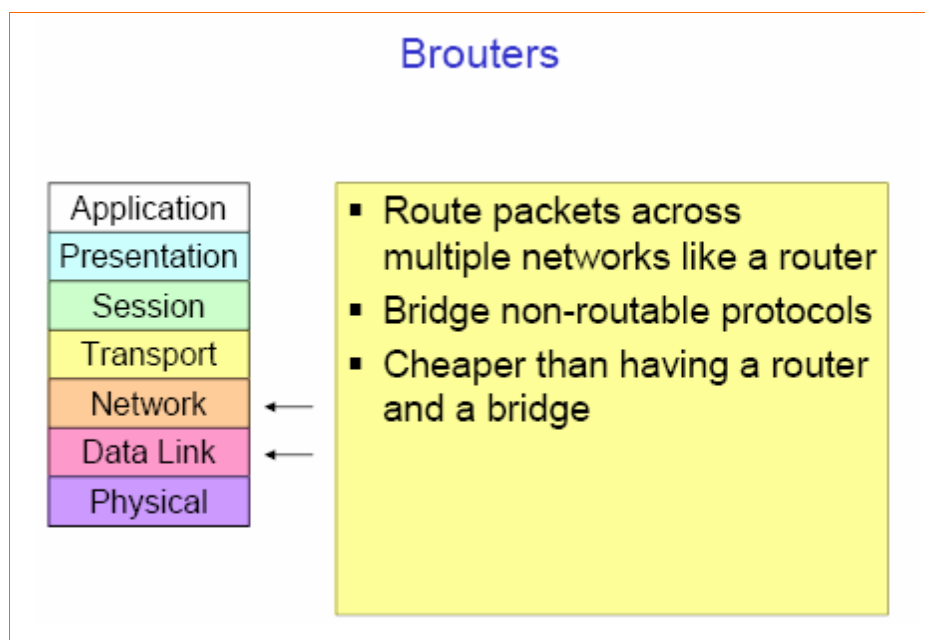 Brouters
Application
Presentation
Session
Transport
Network
Data Link
Physical
▪ Route packets across
multiple networks like a router
▪ Bridge non-routable protocols
▪ Cheaper than having a router
and a bridge